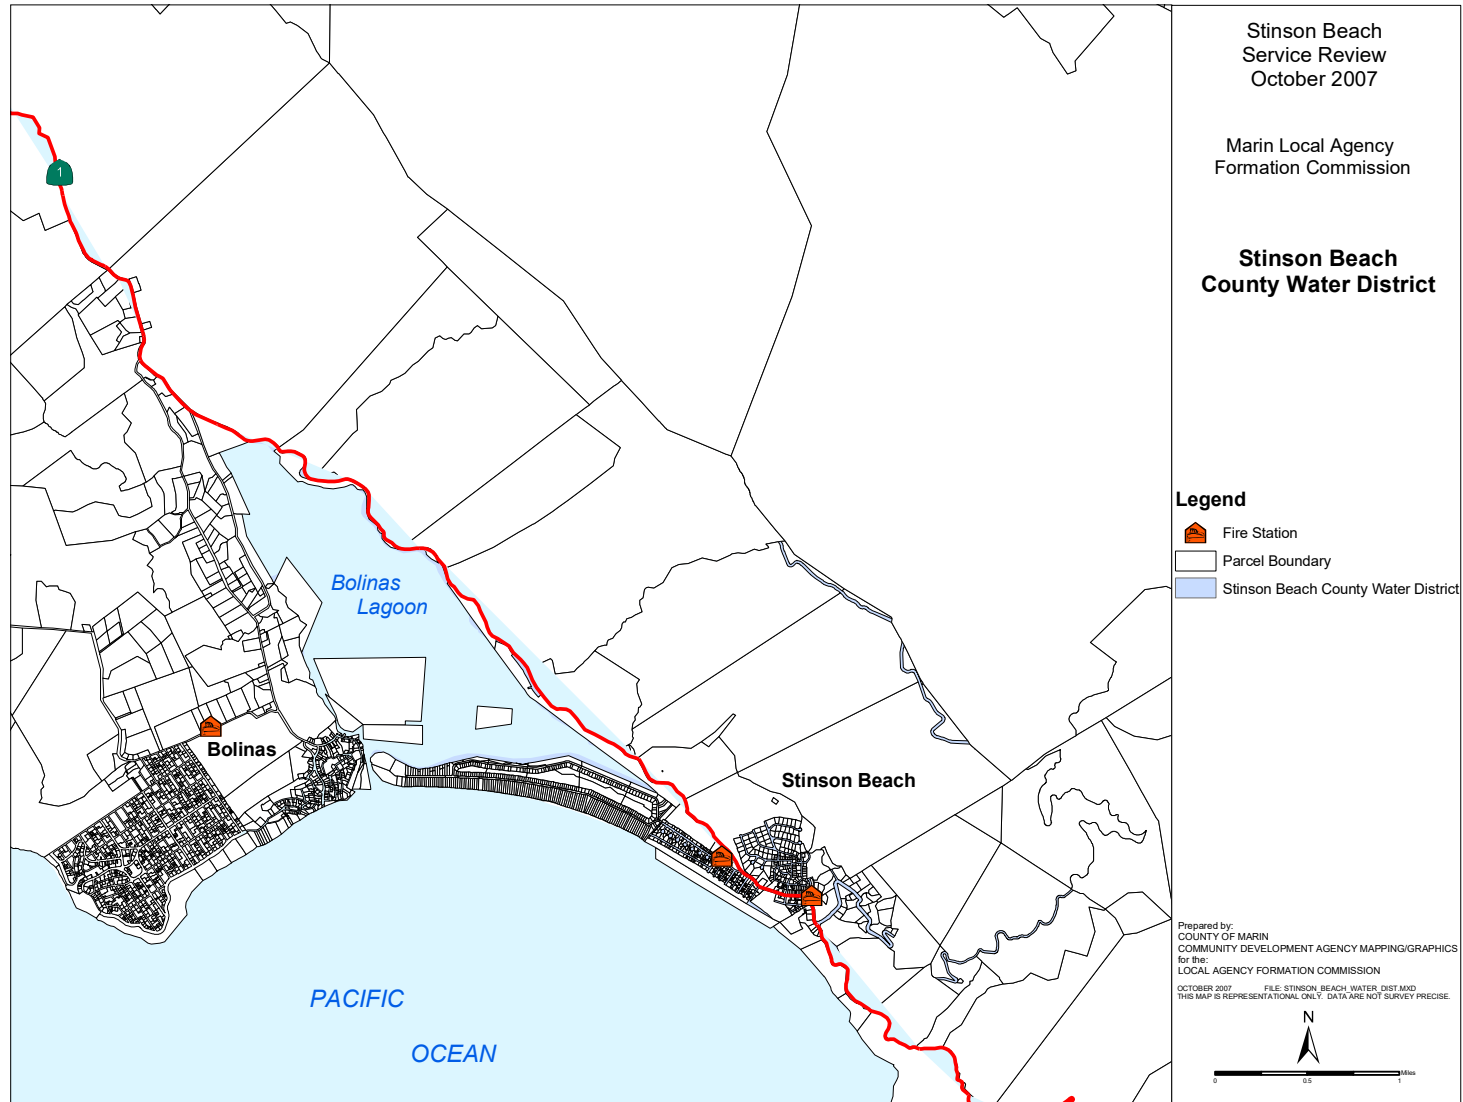 Stinson Beach
Service Review
October 2007
Marin Local Agency
Formation Commission
Stinson Beach
County Water District
1
Bolinas
Lagoon
Bolinas
Stinson Beach
PACIFIC
OCEAN
Legend
Fire Station
Parcel Boundary
Stinson Beach County Water District
Prepared by:
COUNTY OF MARIN
COMMUNITY DEVELOPMENT AGENCY MAPPING/GRAPHICS
for the:
LOCAL AGENCY FORMATION COMMISSION
OCTOBER 2007 FILE: STINSON_BEACH_WATER_DIST.MXD
THIS MAP IS REPRESENTATIONAL ONLY. DATA ARE NOT SURVEY PRECISE.
N
Miles
0 0.5 1